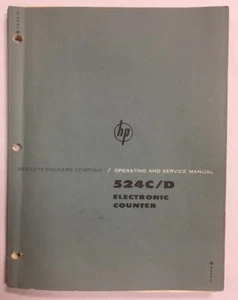 hp
HEWLETT-PACKARD COMPANY / OPERATING AND SERVICE MANUAL
524C/D
ELECTRONIC
COUNTER